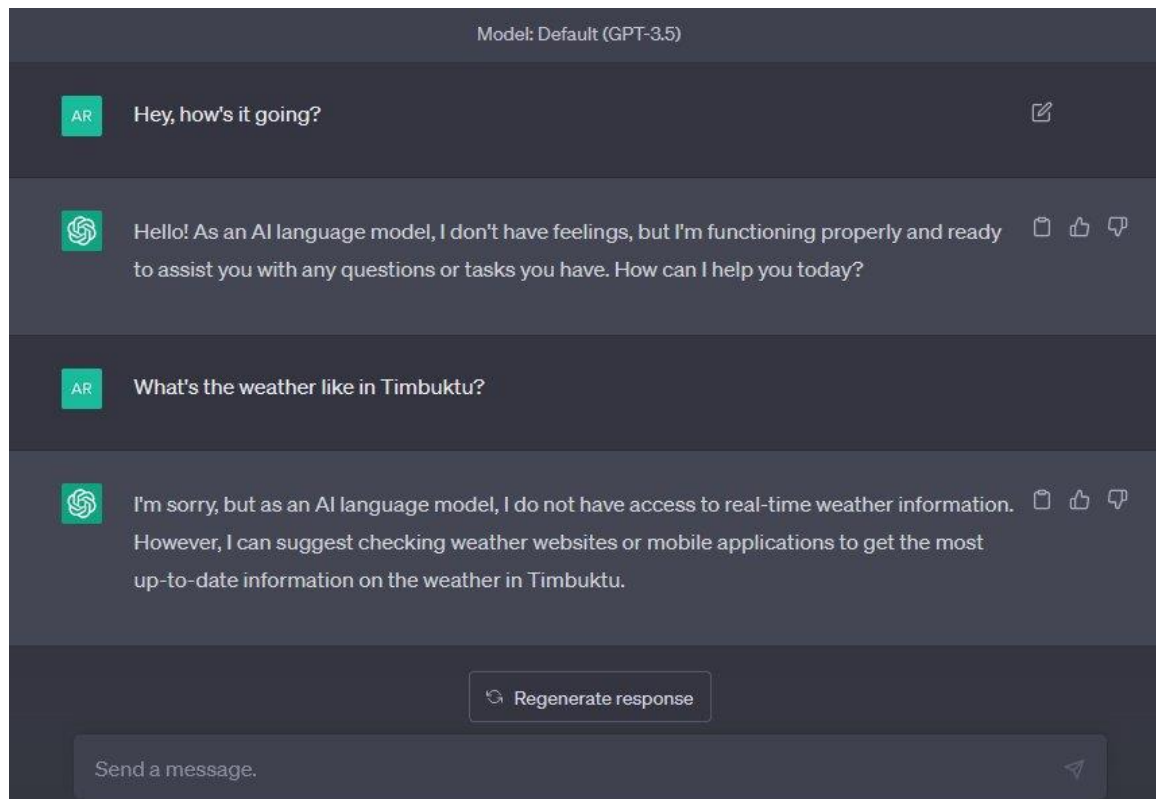 Model: Default (GPT-3.5)
AR
Hey, how's it going?
Hello! As an AI language model, I don't have feelings, but I'm functioning properly and ready
to assist you with any questions or tasks you have. How can I help you today?
AR
What's the weather like in Timbuktu?
I'm sorry, but as an AI language model, I do not have access to real-time weather information.
However, I can suggest checking weather websites or mobile applications to get the most
up-to-date information on the weather in Timbuktu.
Regenerate response
Send a message.